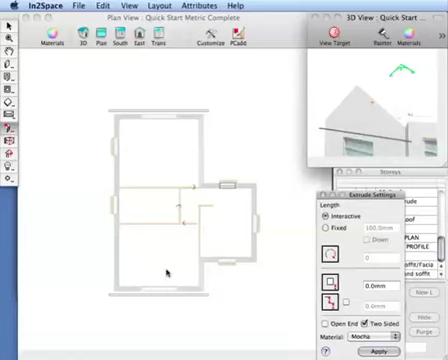 In2Space File Edit View Layout Attributes Help
Plan View : Quick Start Metric Complete
Materials 3D Plan South East Trans Customize PCadd
3D View : Quick Start
View Target Painter Materials
Storeys
Extrude Settings
Length
Interactive
Fixed 100.0mm
Down
0
0.0mm
0.0mm
Open End Two Sided
Material: Mocha
? Apply
oof
PLAN
PROFILE
soffit/Facia
and soffit
New L
Hide
Purge